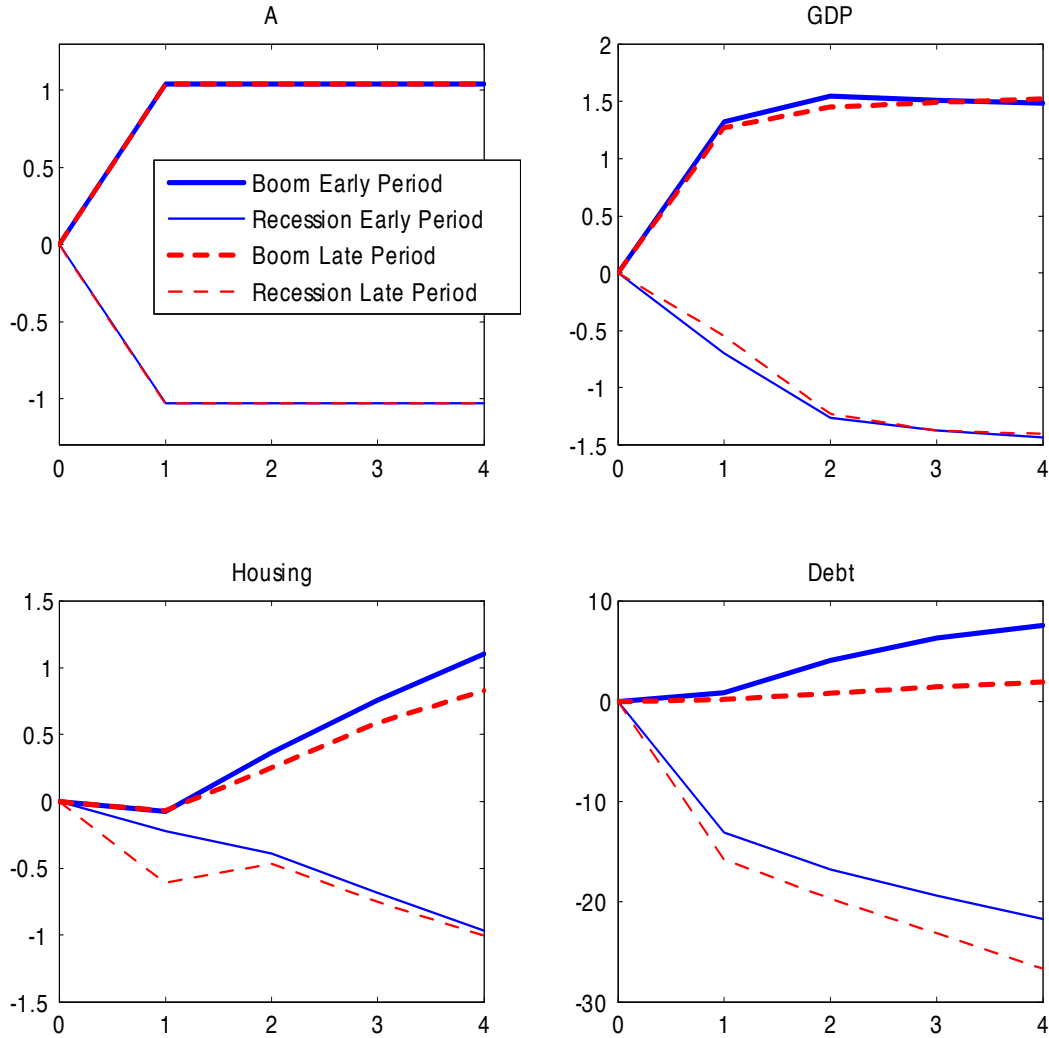 A
GDP
1
0.5
0
-0.5
-1
0 1 2 3 4
2
1.5
1
0.5
0
-0.5
-1
-1.5
0 1 2 3 4
Boom Early Period
Recession Early Period
Boom Late Period
Recession Late Period
Housing
Debt
1.5
1
0.5
0
-0.5
-1
-1.5
0 1 2 3 4
10
0
-10
-20
-30
0 1 2 3 4